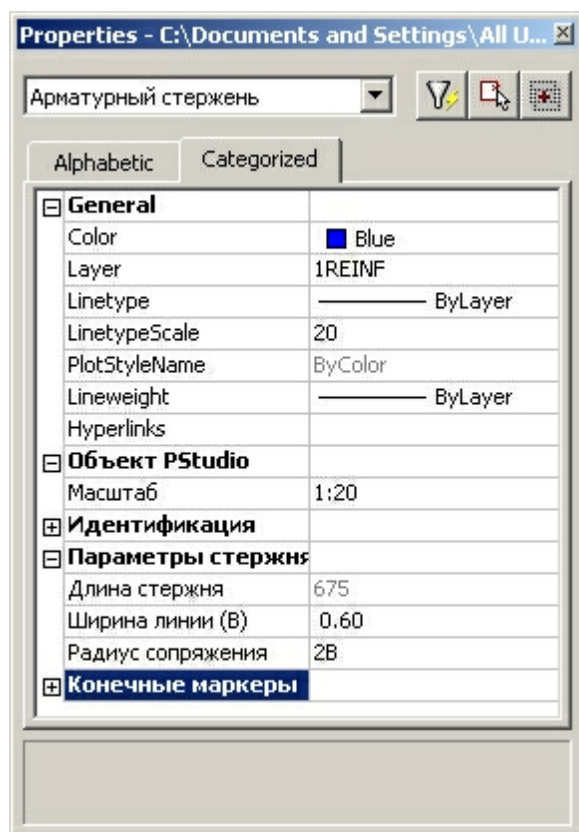 Properties - C:\Documents and Settings\All U...
Арматурный стержень
Alphabetic Categorized
General
Color Blue
Layer 1REINF
Linetype ByLayer
LinetypeScale 20
PlotStyleName ByColor
Lineweight ByLayer
Hyperlinks
Объект PStudio
Масштаб 1:20
Идентификация
Параметры стержня
Длина стержня 675
Ширина линии (В) 0.60
Радиус сопряжения 2В
Конечные маркеры